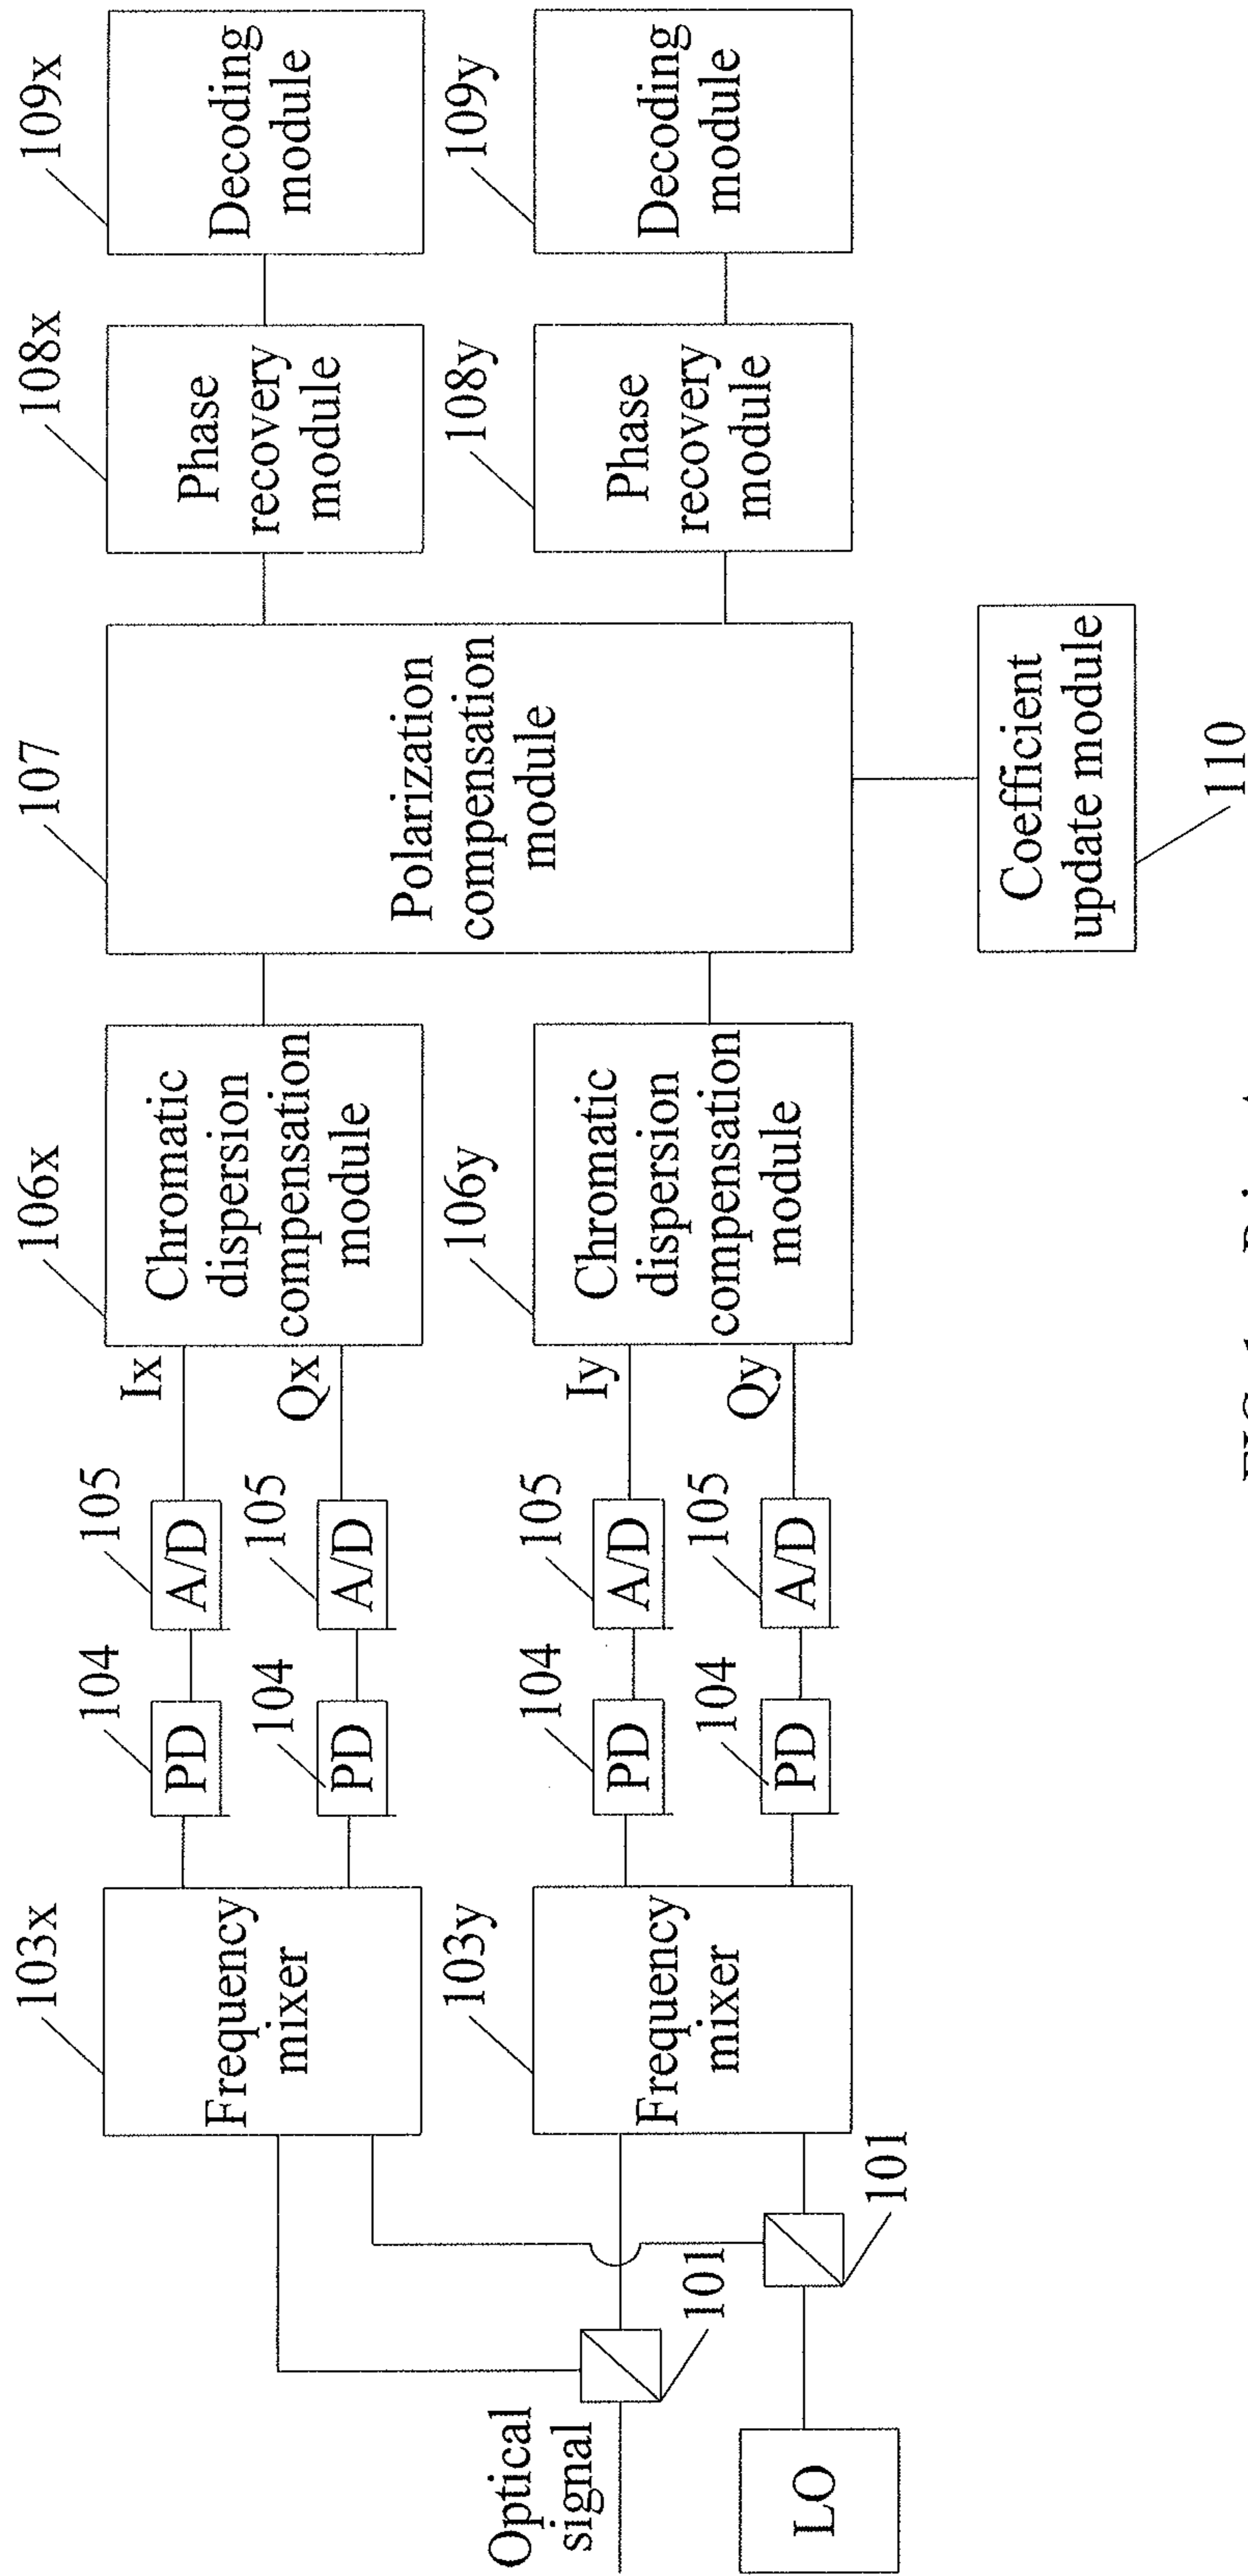 Optical
signal
LO
101
101
103x
Frequency
mixer
103y
Frequency
mixer
104
PD
104
PD
104
PD
104
PD
105
A/D
105
A/D
105
A/D
105
A/D
Ix
Qx
Iy
Qy
106x
Chromatic
dispersion
compensation
module
106y
Chromatic
dispersion
compensation
module
107
Polarization
compensation
module
Coefficient
update module
110
108x
Phase
recovery
module
108y
Phase
recovery
module
109x
Decoding
module
109y
Decoding
module